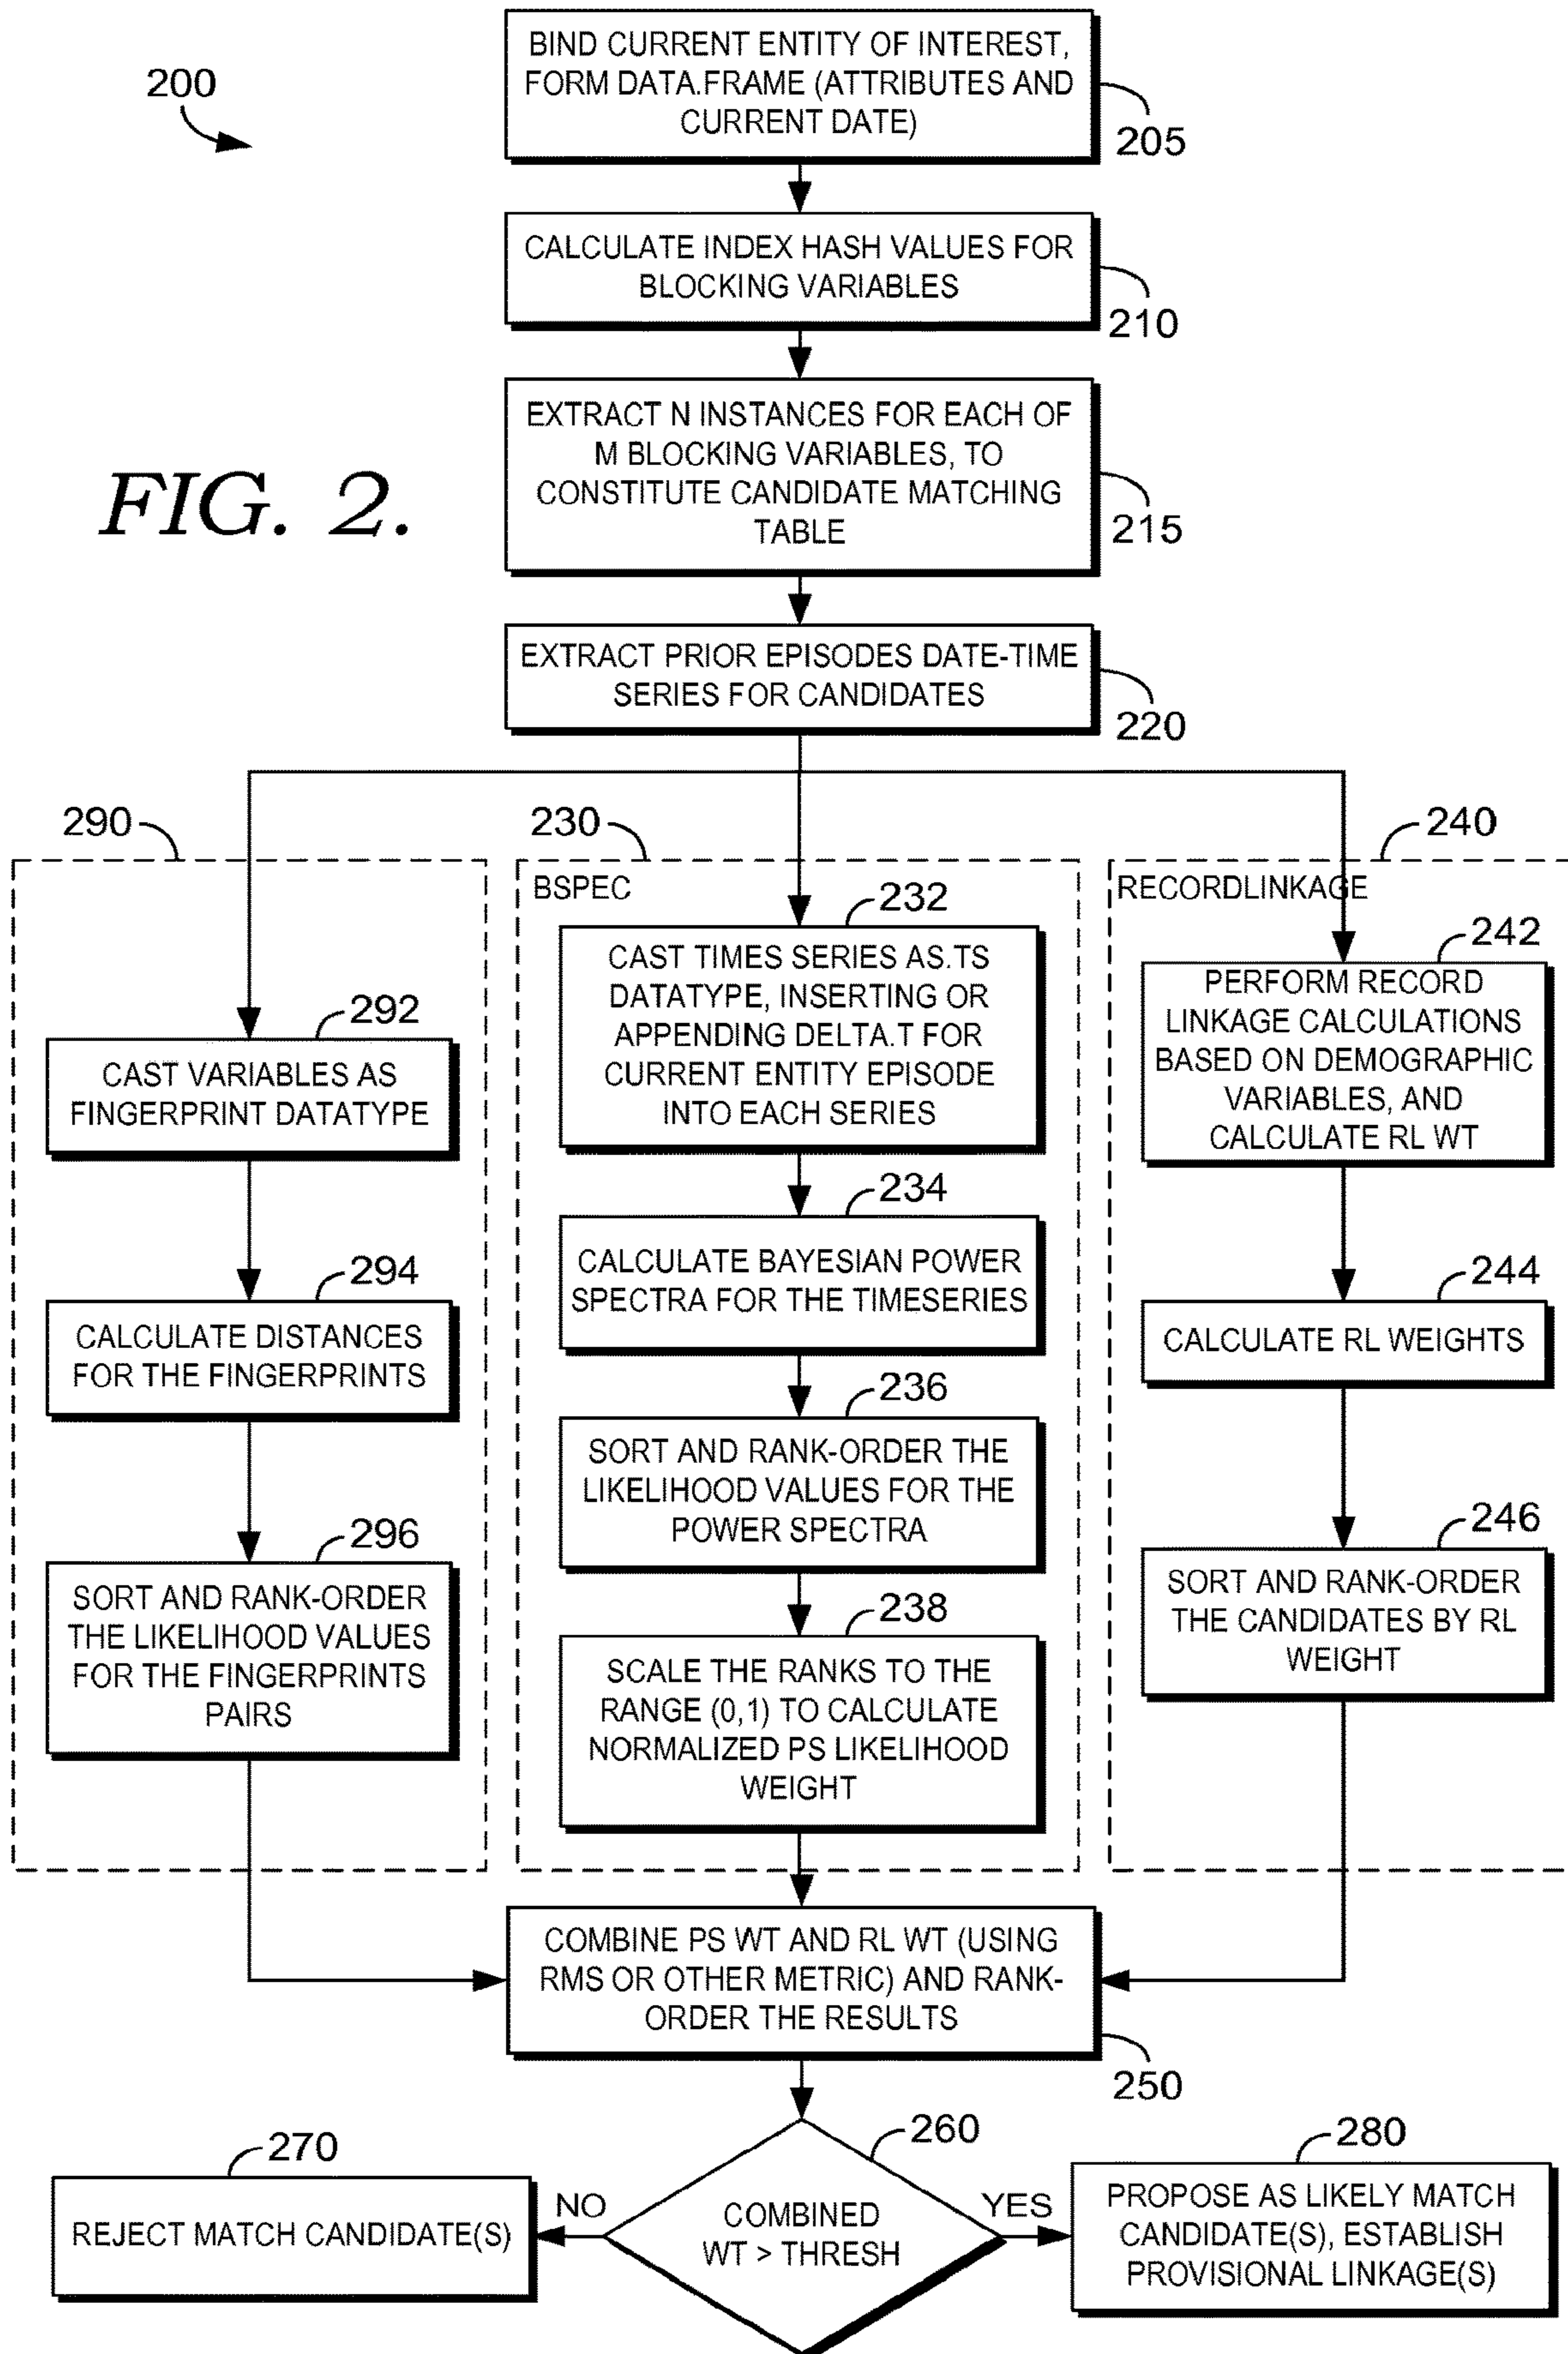 200
BIND CURRENT ENTITY OF INTEREST,
FORM DATA.FRAME (ATTRIBUTES AND
CURRENT DATE)
205
CALCULATE INDEX HASH VALUES FOR
BLOCKING VARIABLES
210
FIG. 2.
EXTRACT N INSTANCES FOR EACH OF
M BLOCKING VARIABLES, TO
CONSTITUTE CANDIDATE MATCHING
TABLE
215
EXTRACT PRIOR EPISODES DATE-TIME
SERIES FOR CANDIDATES
220
290
292
CAST VARIABLES AS
FINGERPRINT DATATYPE
294
CALCULATE DISTANCES
FOR THE FINGERPRINTS
296
SORT AND RANK-ORDER
THE LIKELIHOOD VALUES
FOR THE FINGERPRINTS
PAIRS
230
BSPEC
232
CAST TIMES SERIES AS.TS
DATATYPE, INSERTING OR
APPENDING DELTA.T FOR
CURRENT ENTITY EPISODE
INTO EACH SERIES
234
CALCULATE BAYESIAN POWER
SPECTRA FOR THE TIMESERIES
236
SORT AND RANK-ORDER THE
LIKELIHOOD VALUES FOR THE
POWER SPECTRA
238
SCALE THE RANKS TO THE
RANGE (0,1) TO CALCULATE
NORMALIZED PS LIKELIHOOD
WEIGHT
240
RECORDLINKAGE
242
PERFORM RECORD
LINKAGE CALCULATIONS
BASED ON DEMOGRAPHIC
VARIABLES, AND
CALCULATE RL WT
244
CALCULATE RL WEIGHTS
246
SORT AND RANK-ORDER
THE CANDIDATES BY RL
WEIGHT
COMBINE PS WT AND RL WT (USING
RMS OR OTHER METRIC) AND RANK-
ORDER THE RESULTS
250
260
COMBINED
WT > THRESH
NO
270
REJECT MATCH CANDIDATE(S)
YES
280
PROPOSE AS LIKELY MATCH
CANDIDATE(S), ESTABLISH
PROVISIONAL LINKAGE(S)